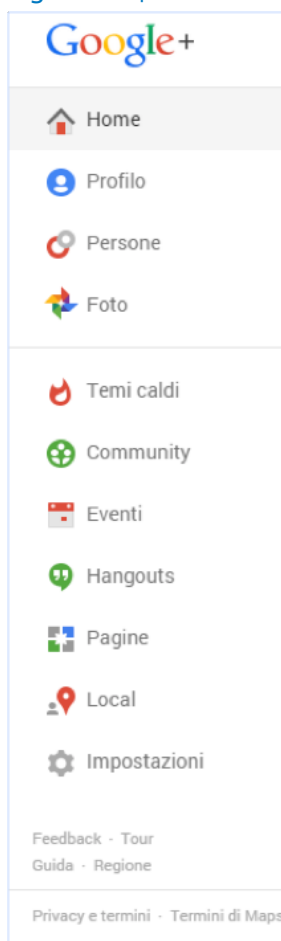 Google+
Home
Profilo
Persone
Foto
Temi caldi
Community
Eventi
Hangouts
Pagine
Local
Impostazioni
Feedback · Tour
Guida · Regione
Privacy e termini · Termini di Maps